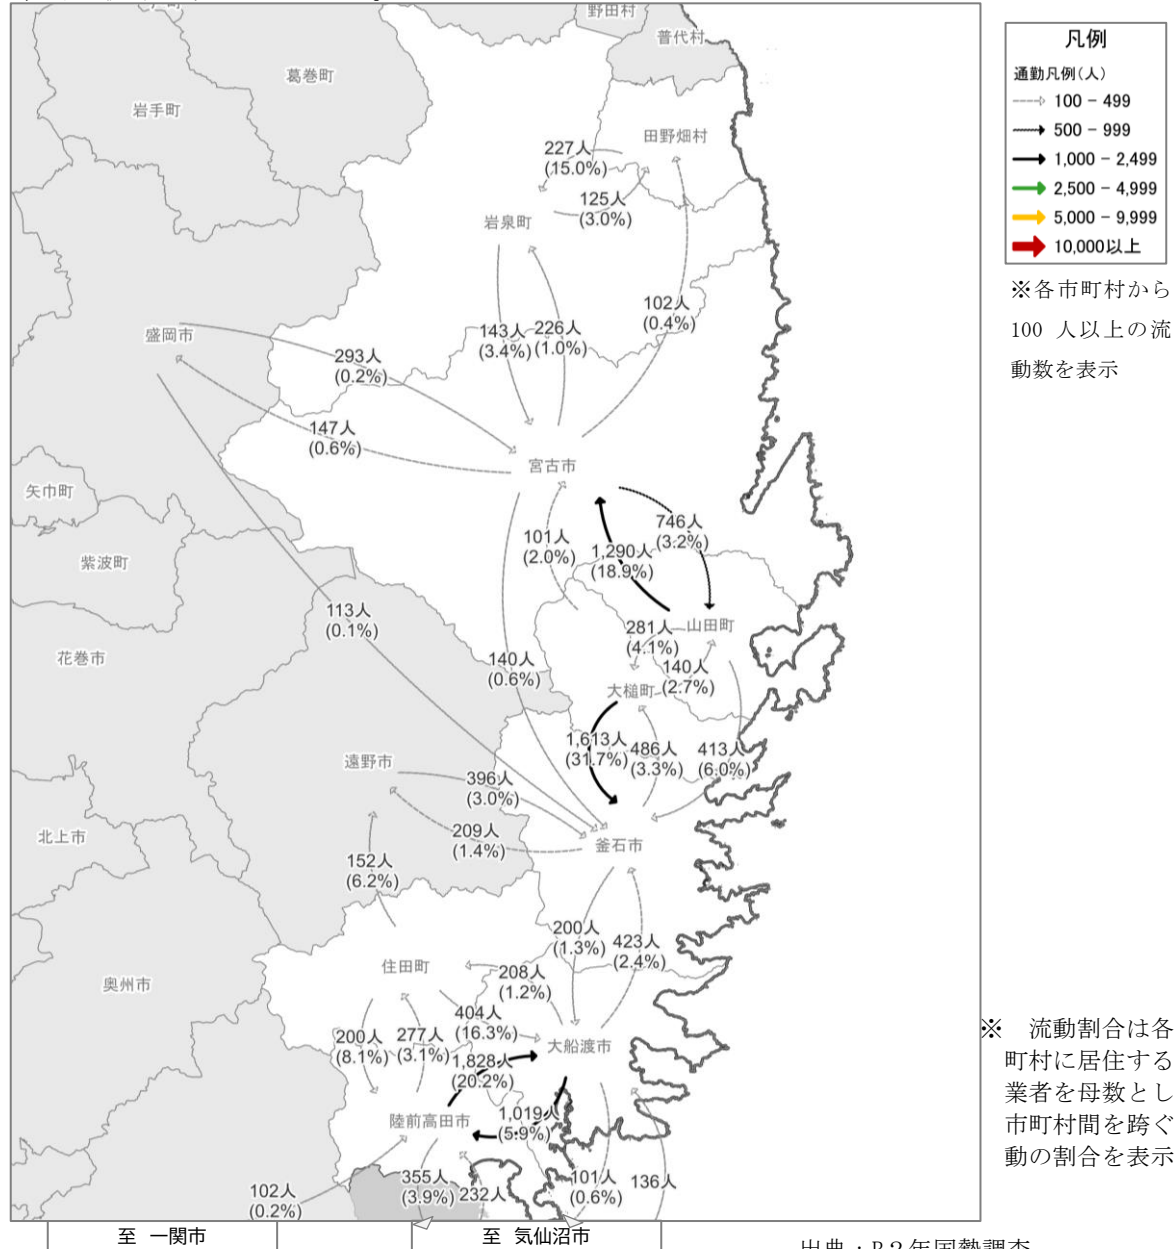 野田村
普代村
葛巻町
岩手町
田野畑村
227人
(15.0%)
125人
(3.0%)
岩泉町
102人
(0.4%)
143人
(3.4%)
226人
(1.0%)
盛岡市
293人
(0.2%)
147人
(0.6%)
宮古市
矢巾町
紫波町
746人
(3.2%)
101人
(2.0%)
1,290人
(18.9%)
113人
(0.1%)
281人
(4.1%)
山田町
花巻市
140人
(0.6%)
140人
(2.7%)
大槌町
1,613人
(31.7%)
486人
(3.3%)
413人
(6.0%)
遠野市
396人
(3.0%)
209人
(1.4%)
北上市
釜石市
152人
(6.2%)
200人
(1.3%)
423人
(2.4%)
住田町
208人
(1.2%)
奥州市
404人
(16.3%)
200人
(8.1%)
277人
(3.1%)
大船渡市
1,828人
(20.2%)
陸前高田市
1,019人
(5.9%)
355人
(3.9%)
232人
101人
(0.6%)
136人
102人
(0.2%)
至 一関市
至 気仙沼市
凡例
通勤凡例(人)
100 - 499
500 - 999
1,000 - 2,499
2,500 - 4,999
5,000 - 9,999
10,000以上
※各市町村から
100 人以上の流
動数を表示
※ 流動割合は各
町村に居住する
業者を母数とし
市町村間を跨ぐ
動の割合を表示
出典：R2年国勢調査